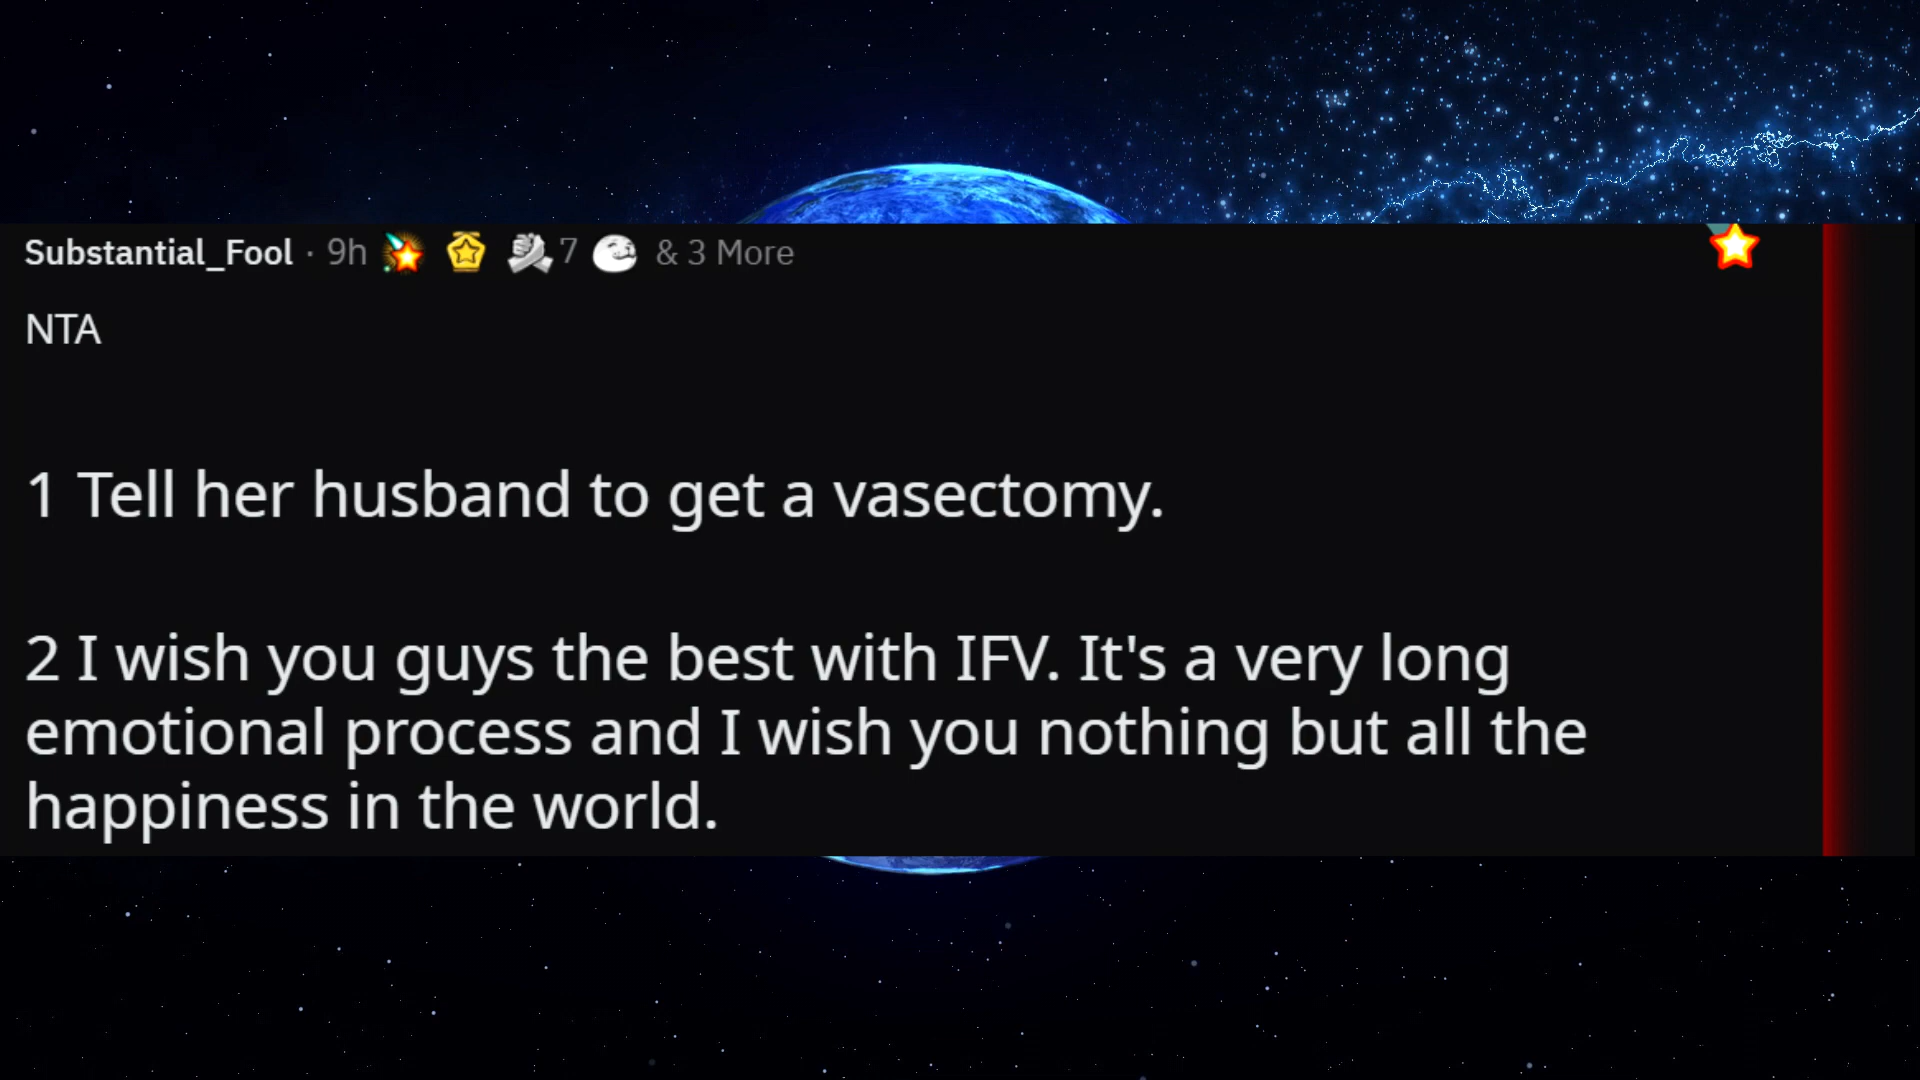 Substantial_Fool · 9h 7 & 3 More
NTA
1 Tell her husband to get a vasectomy.
2 I wish you guys the best with IFV. It's a very long
emotional process and I wish you nothing but all the
happiness in the world.